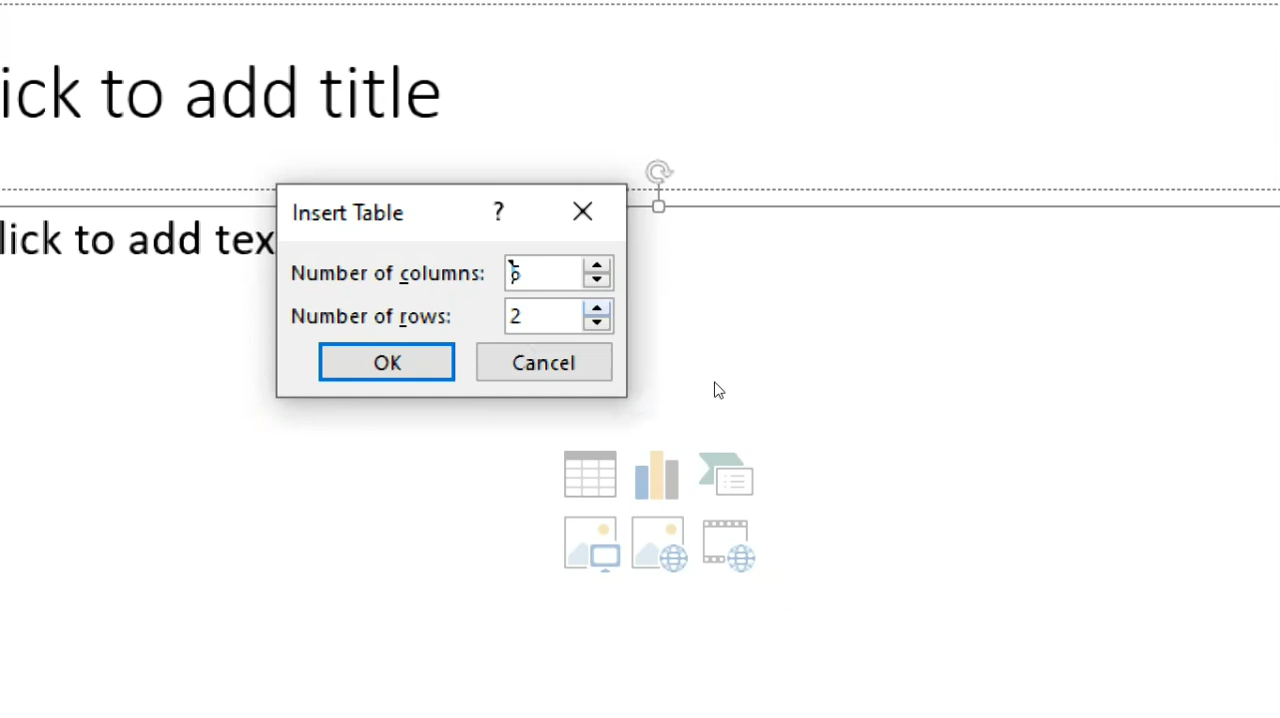 ick to add title
Insert Table ?
lick to add tex
Number of columns:
Number of rows: 2
OK Cancel